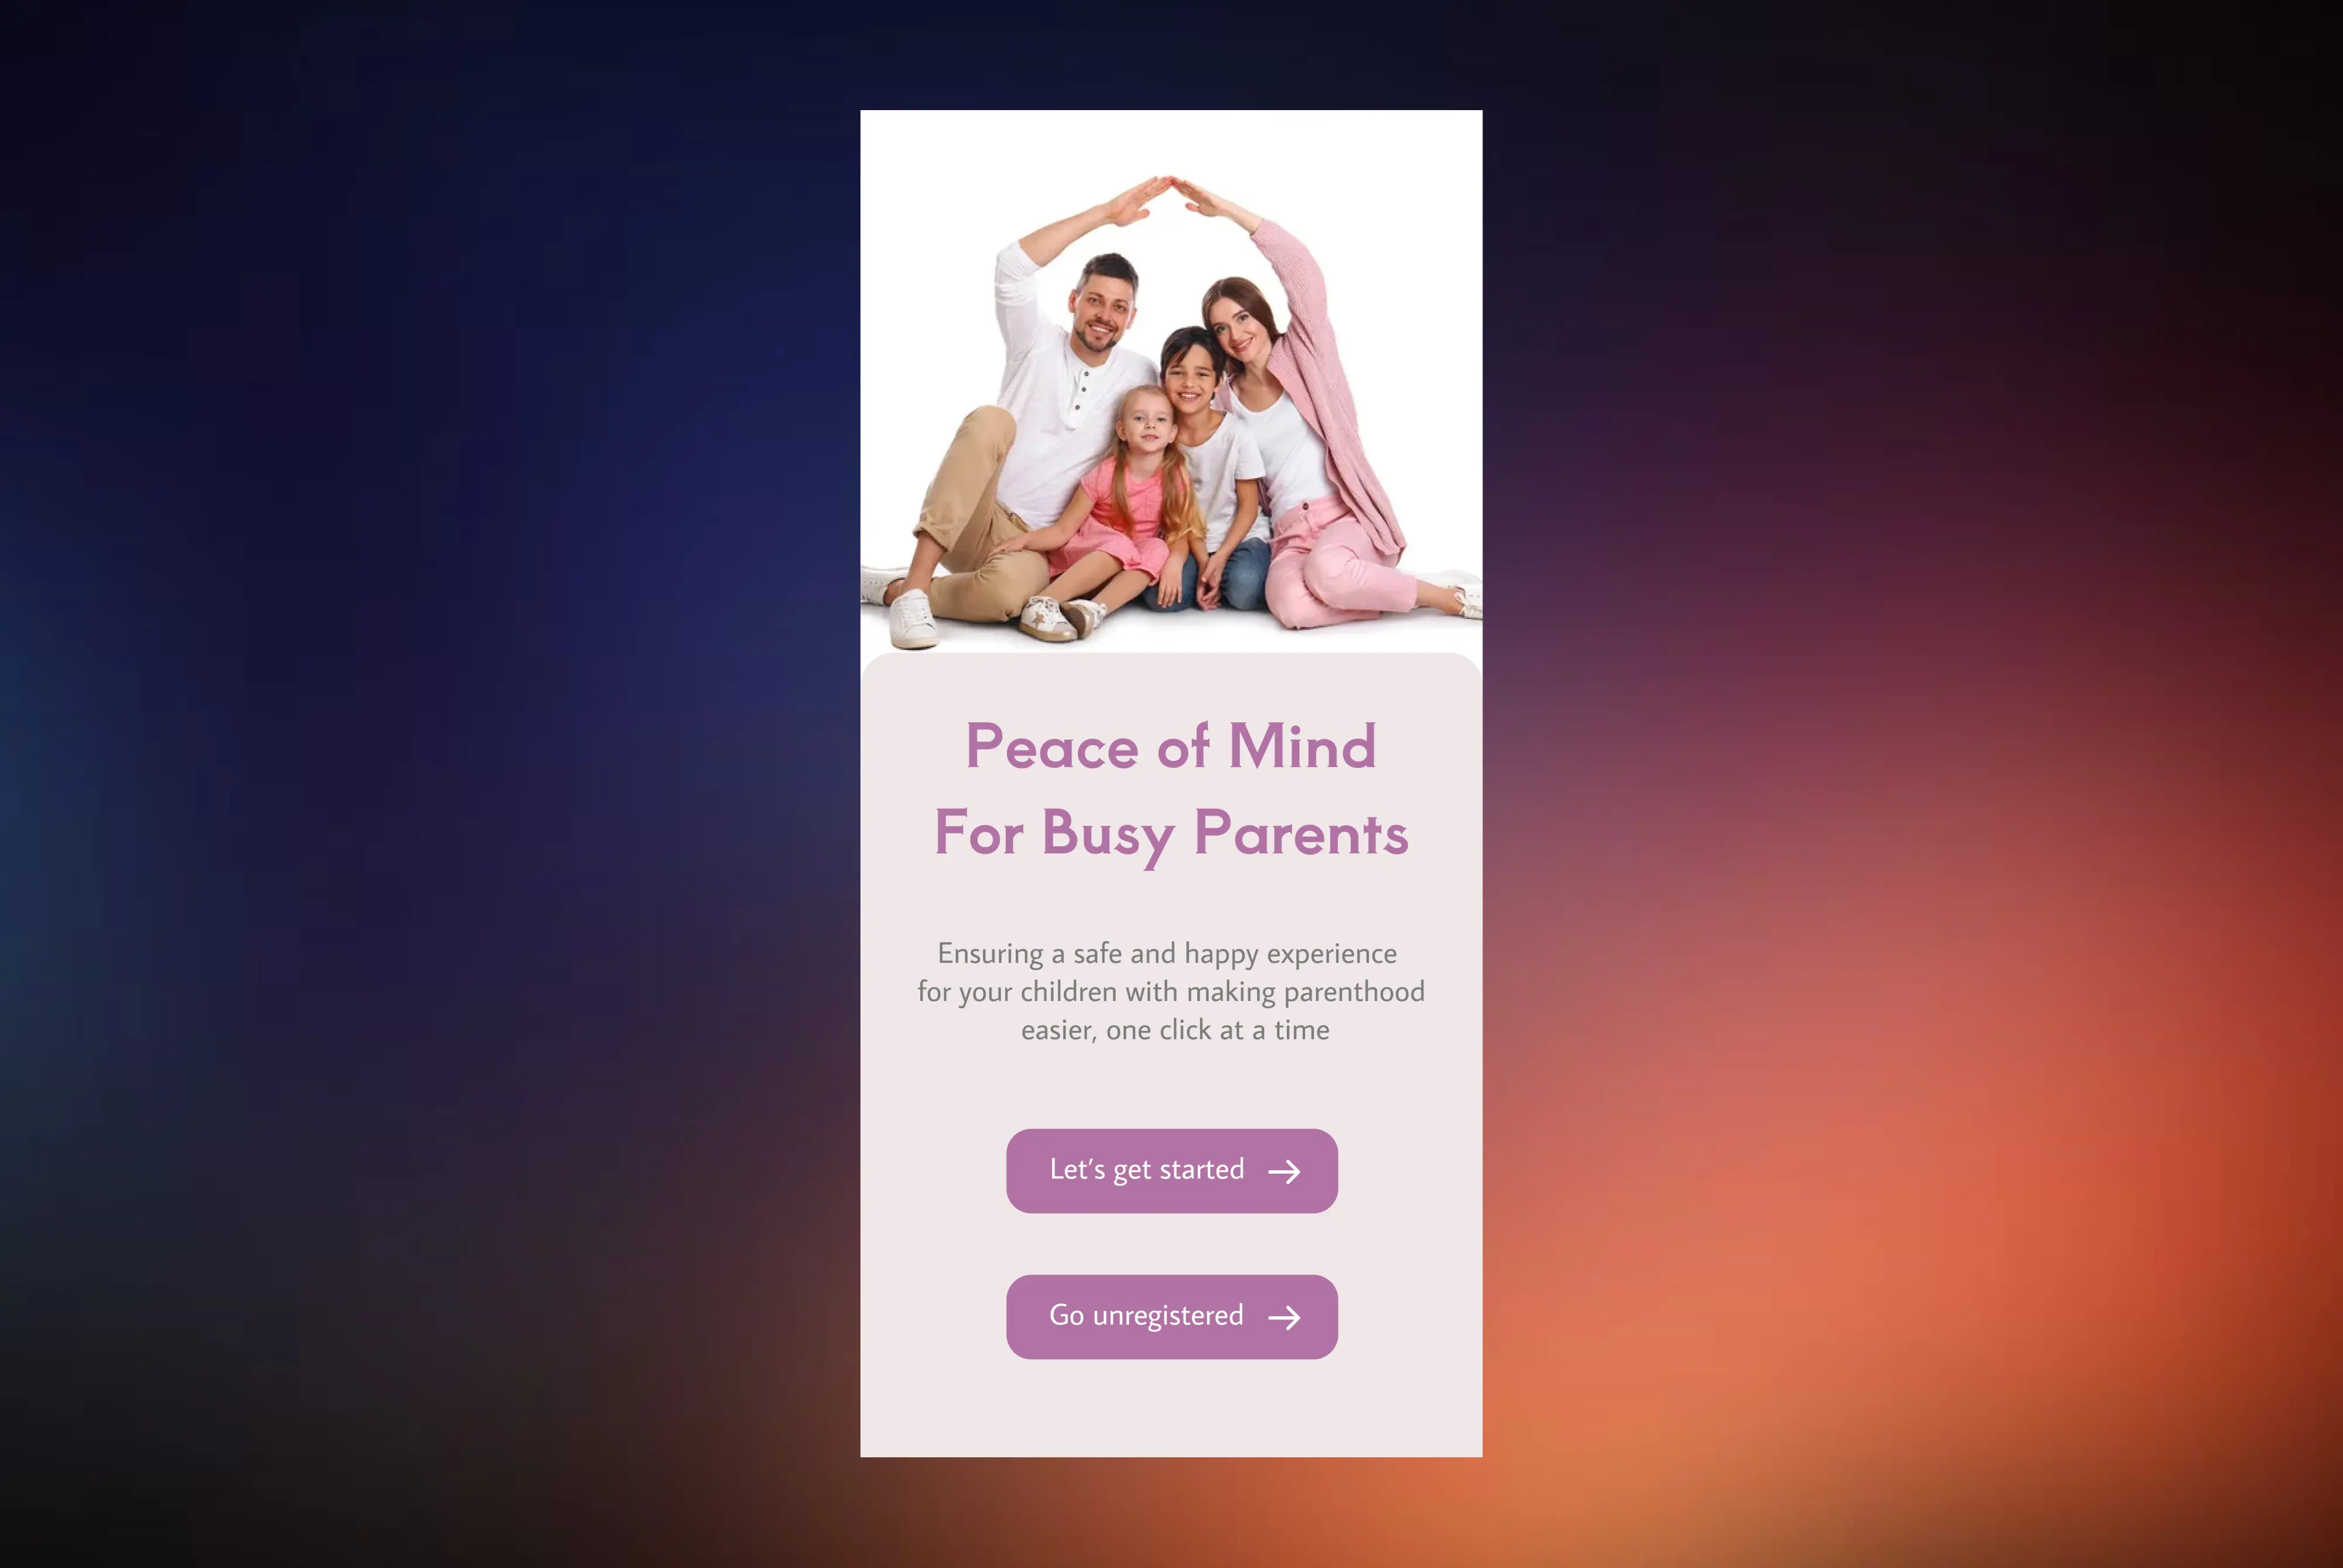 Peace of Mind
For Busy Parents
Ensuring a safe and happy experience
for your children with making parenthood
easier, one click at a time
Let's get started
Go unregistered